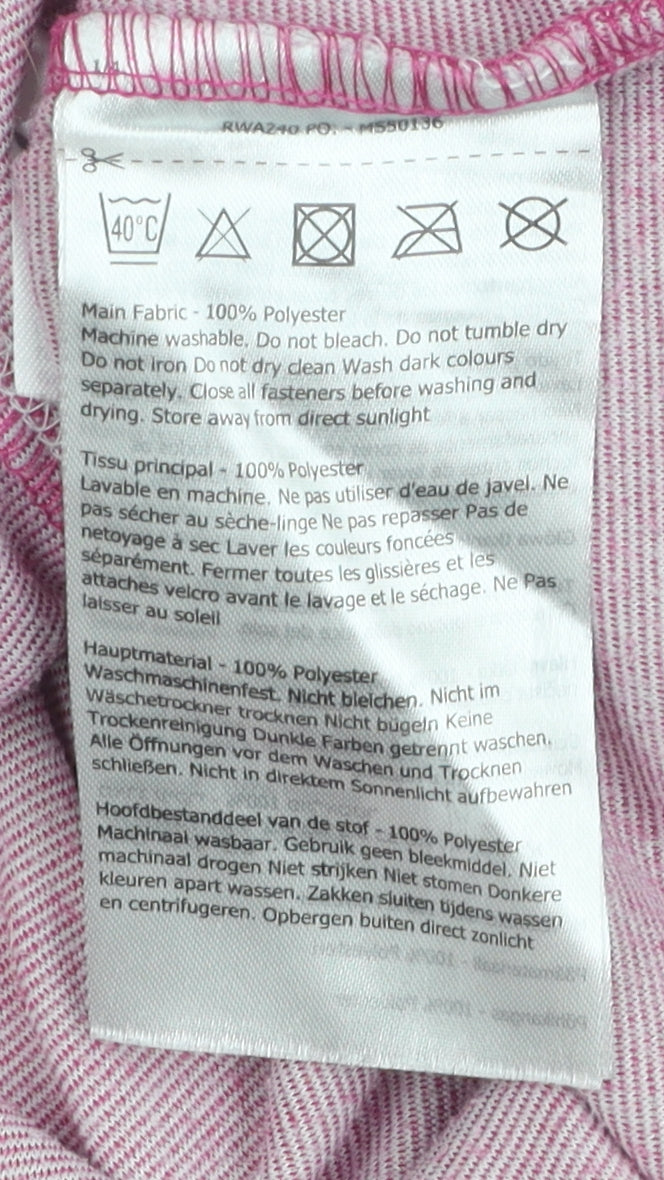 RWA240 PO: - MS50136
40°C
Main Fabric - 100% Polyester
Machine washable. Do not bleach. Do not tumble dry
Do not iron Do not dry clean Wash dark colours
separately. Close all fasteners before washing and
drying. Store away from direct sunlight
Tissu principal - 100% Polyester
Lavable en machine. Ne pas utiliser d'eau de javel. Ne
pas sécher au sèche-linge Ne pas repasser Pas de
netoyage à sec Laver les couleurs foncées
séparément. Fermer toutes les glissières et les
attaches velcro avant le lavage et le séchage. Ne Pas
laisser au soleil
Hauptmaterial - 100% Polyester
Waschmaschinenfest. Nicht bleichen. Nicht im
Wäschetrockner trocknen Nicht bügeln Keine
Trockenreinigung Dunkle Farben getrennt waschen.
Alle Öffnungen vor dem Waschen und Trocknen
schließen. Nicht in direktem Sonnenlicht aufbewahren
Hoofdbestanddeel van de stof - 100% Polyester
Machinaal wasbaar. Gebruik geen bleekmiddel. Niet
machinaal drogen Niet strijken Niet stomen Donkere
kleuren apart wassen. Zakken sluiten tijdens wassen
en centrifugeren. Opbergen buiten direct zonlicht